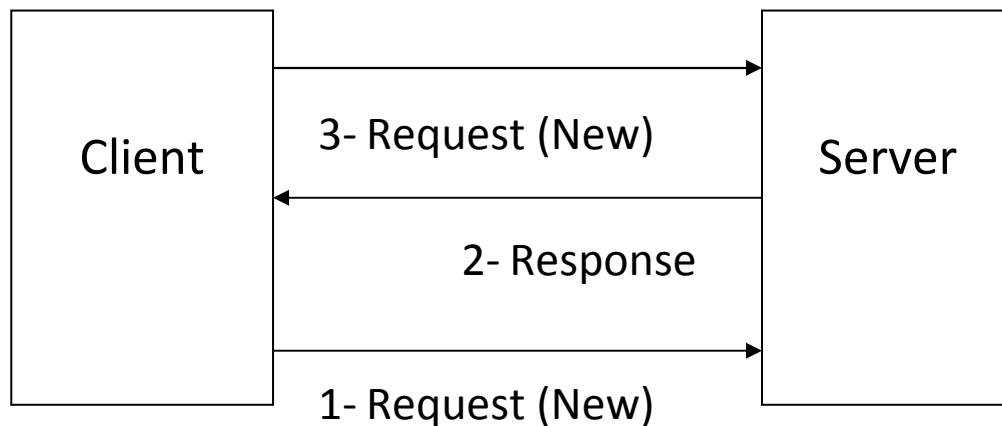 3- Request (New)
Client
Server
2- Response
1- Request (New)